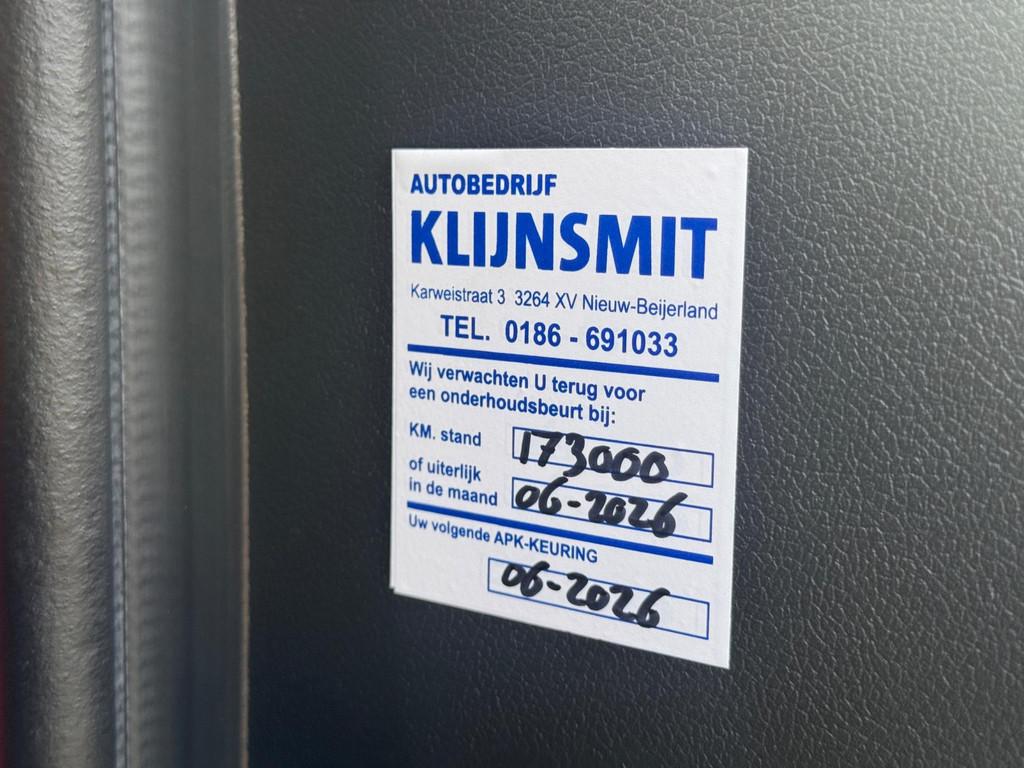 AUTOBEDRIJF
KLIJNSMIT
Karweistraat 3 3264 XV Nieuw-Beijerland
TEL. 0186 - 691033
Wij verwachten U terug voor
een onderhoudsbeurt bij:
KM. stand 173000
of uiterlijk
in de maand 06-2026
Uw volgende APK-KEURING
06-2026